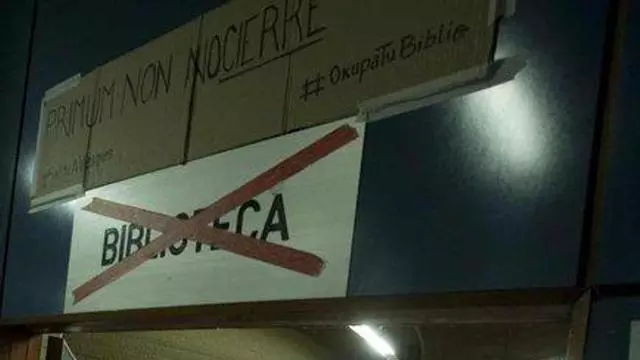 PRIMUM NON NOCIERRE
#OkupaTuBiblio
BIBLIOTECA